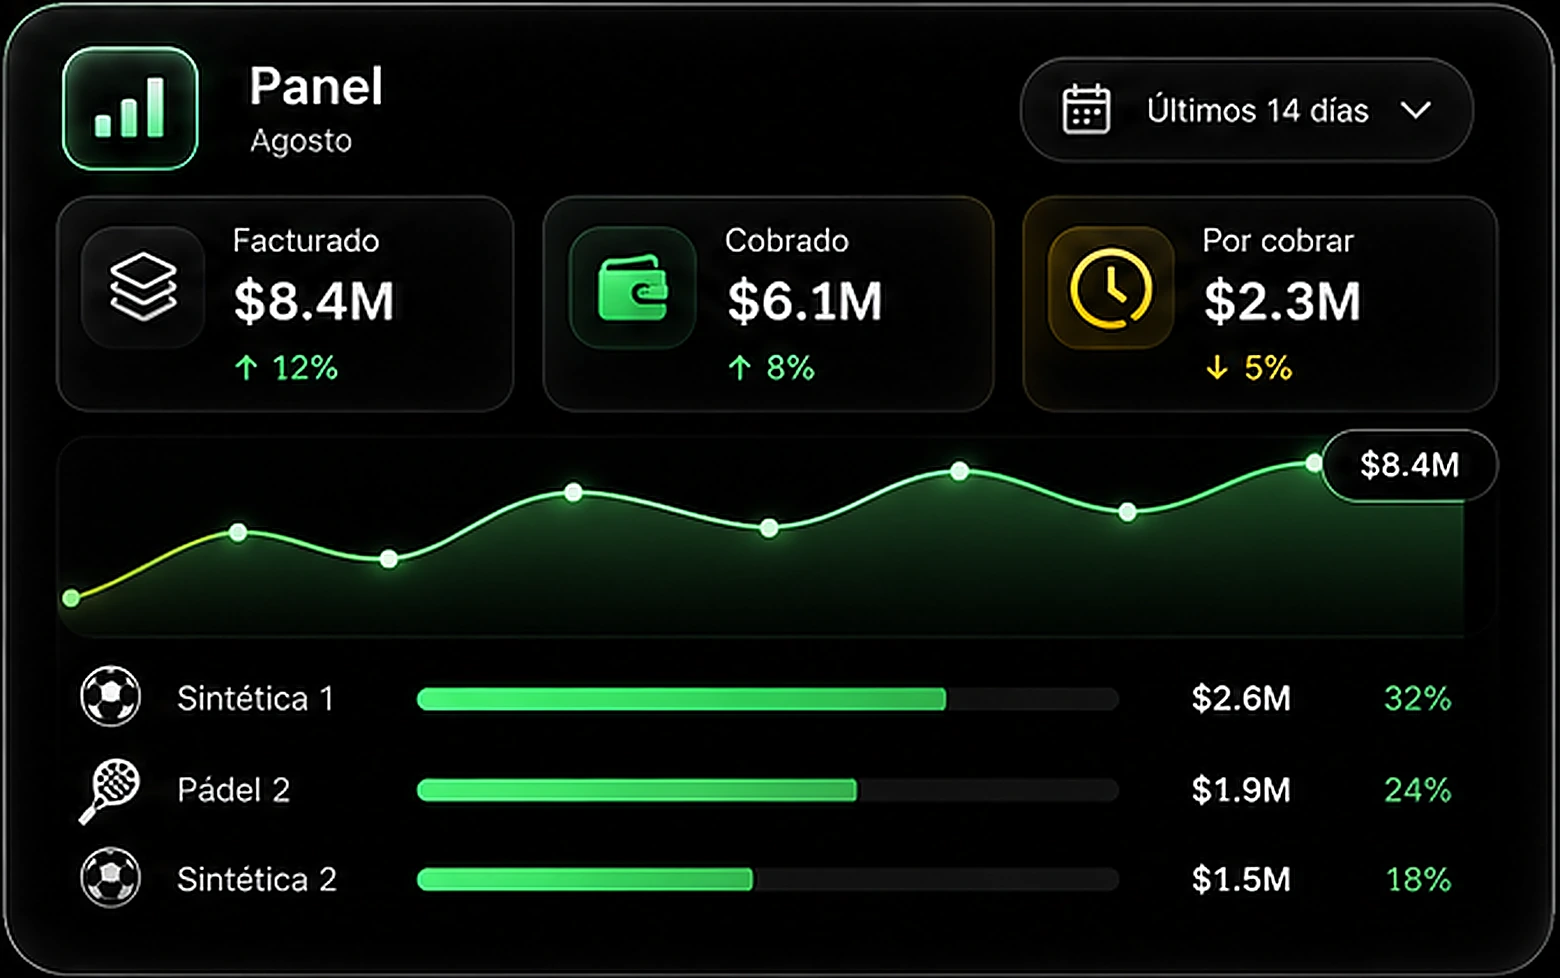 Panel
Agosto
Últimos 14 días
Facturado
$8.4M
↑ 12%
Cobrado
$6.1M
↑ 8%
Por cobrar
$2.3M
↓ 5%
$8.4M
Sintética 1 $2.6M 32%
Pádel 2 $1.9M 24%
Sintética 2 $1.5M 18%